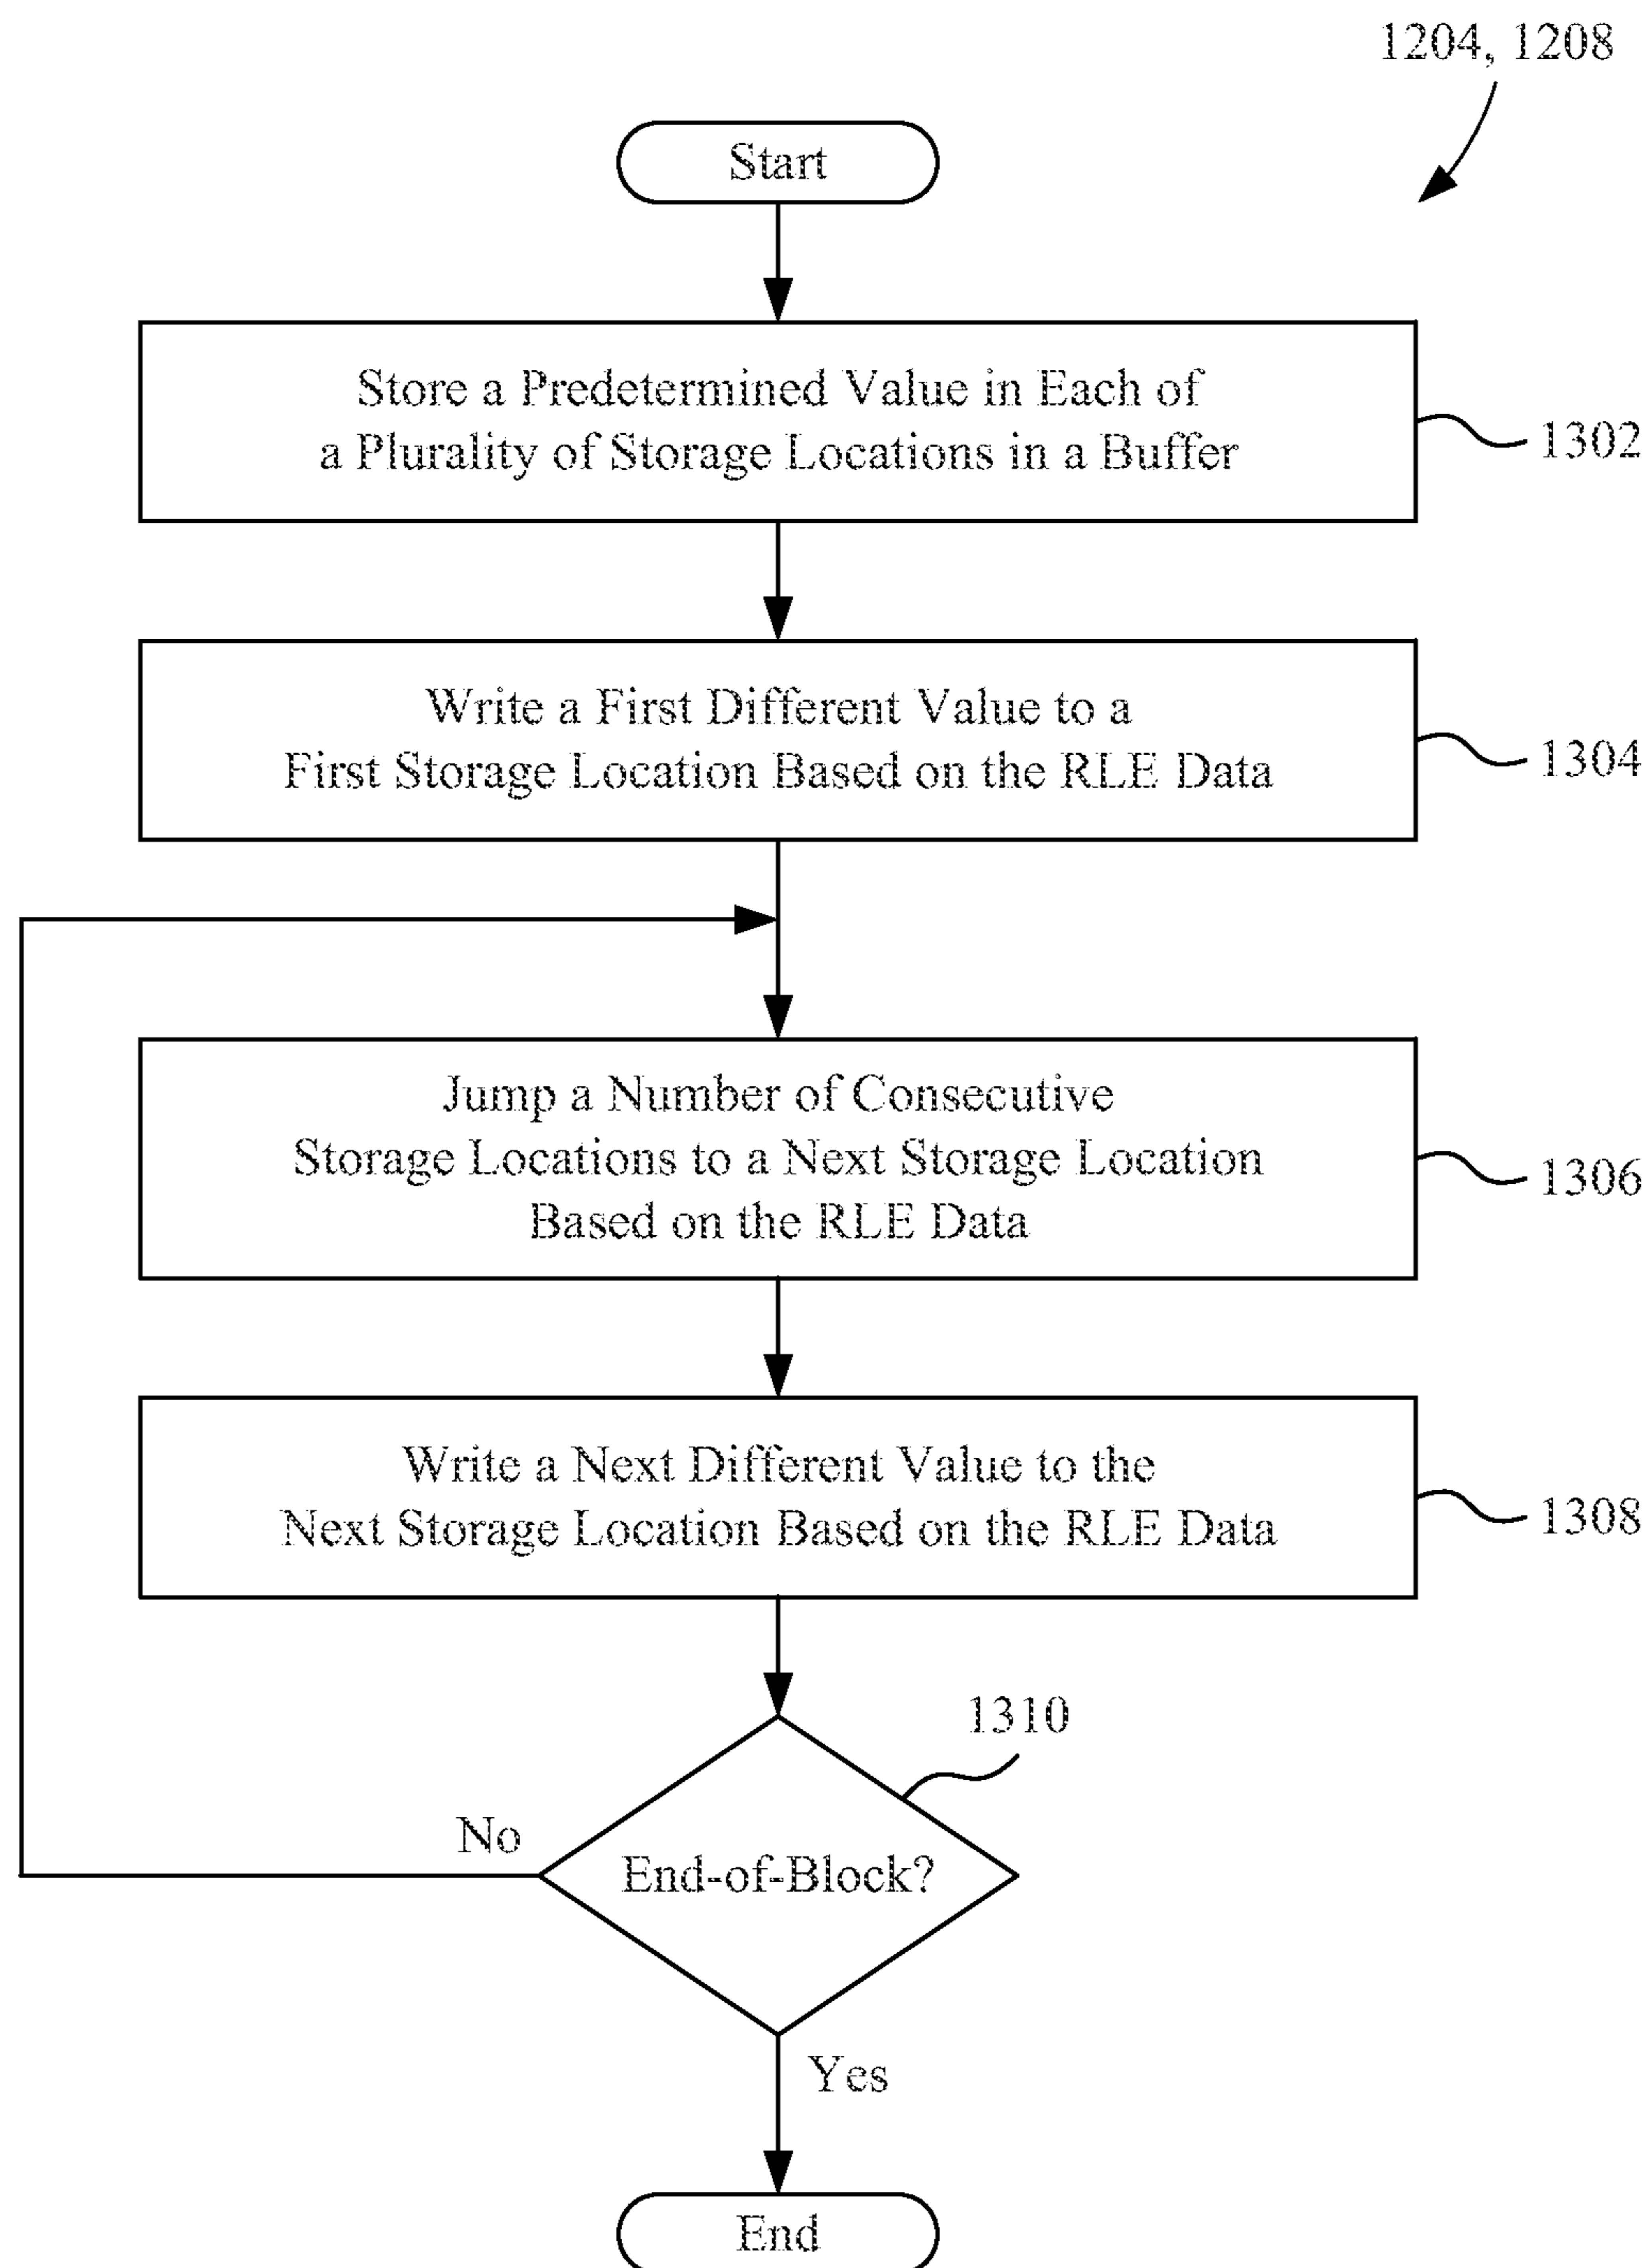 1204, 1208
Start
Store a Predetermined Value in Each of
a Plurality of Storage Locations in a Buffer
1302
Write a First Different Value to a
First Storage Location Based on the RLE Data
1304
Jump a Number of Consecutive
Storage Locations to a Next Storage Location
Based on the RLE Data
1306
Write a Next Different Value to the
Next Storage Location Based on the RLE Data
1308
1310
No
End-of-Block?
Yes
End